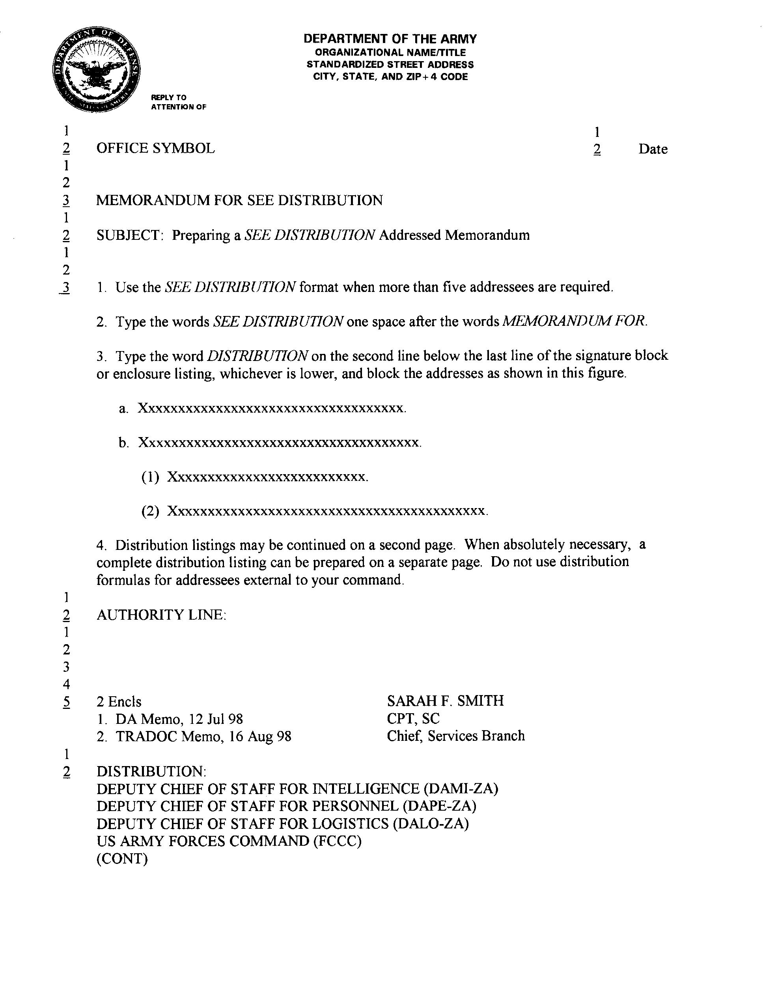 DEPARTMENT OF DEFENSE
UNITED STATES OF AMERICA
DEPARTMENT OF THE ARMY
ORGANIZATIONAL NAME/TITLE
STANDARDIZED STREET ADDRESS
CITY, STATE, AND ZIP+4 CODE
REPLY TO
ATTENTION OF
1 1
2 OFFICE SYMBOL 2 Date
1
2
3 MEMORANDUM FOR SEE DISTRIBUTION
1
2 SUBJECT: Preparing a SEE DISTRIBUTION Addressed Memorandum
1
2
3 1. Use the SEE DISTRIBUTION format when more than five addressees are required.
2. Type the words SEE DISTRIBUTION one space after the words MEMORANDUM FOR.
3. Type the word DISTRIBUTION on the second line below the last line of the signature block
or enclosure listing, whichever is lower, and block the addresses as shown in this figure.
a. Xxxxxxxxxxxxxxxxxxxxxxxxxxxxxxxxxxx.
b. Xxxxxxxxxxxxxxxxxxxxxxxxxxxxxxxxxxxxx.
(1) Xxxxxxxxxxxxxxxxxxxxxxxxxx.
(2) Xxxxxxxxxxxxxxxxxxxxxxxxxxxxxxxxxxxxxxxxxx.
4. Distribution listings may be continued on a second page. When absolutely necessary, a
complete distribution listing can be prepared on a separate page. Do not use distribution
formulas for addressees external to your command.
1
2 AUTHORITY LINE:
1
2
3
4
5 2 Encls SARAH F. SMITH
1. DA Memo, 12 Jul 98 CPT, SC
2. TRADOC Memo, 16 Aug 98 Chief, Services Branch
1
2 DISTRIBUTION:
DEPUTY CHIEF OF STAFF FOR INTELLIGENCE (DAMI-ZA)
DEPUTY CHIEF OF STAFF FOR PERSONNEL (DAPE-ZA)
DEPUTY CHIEF OF STAFF FOR LOGISTICS (DALO-ZA)
US ARMY FORCES COMMAND (FCCC)
(CONT)